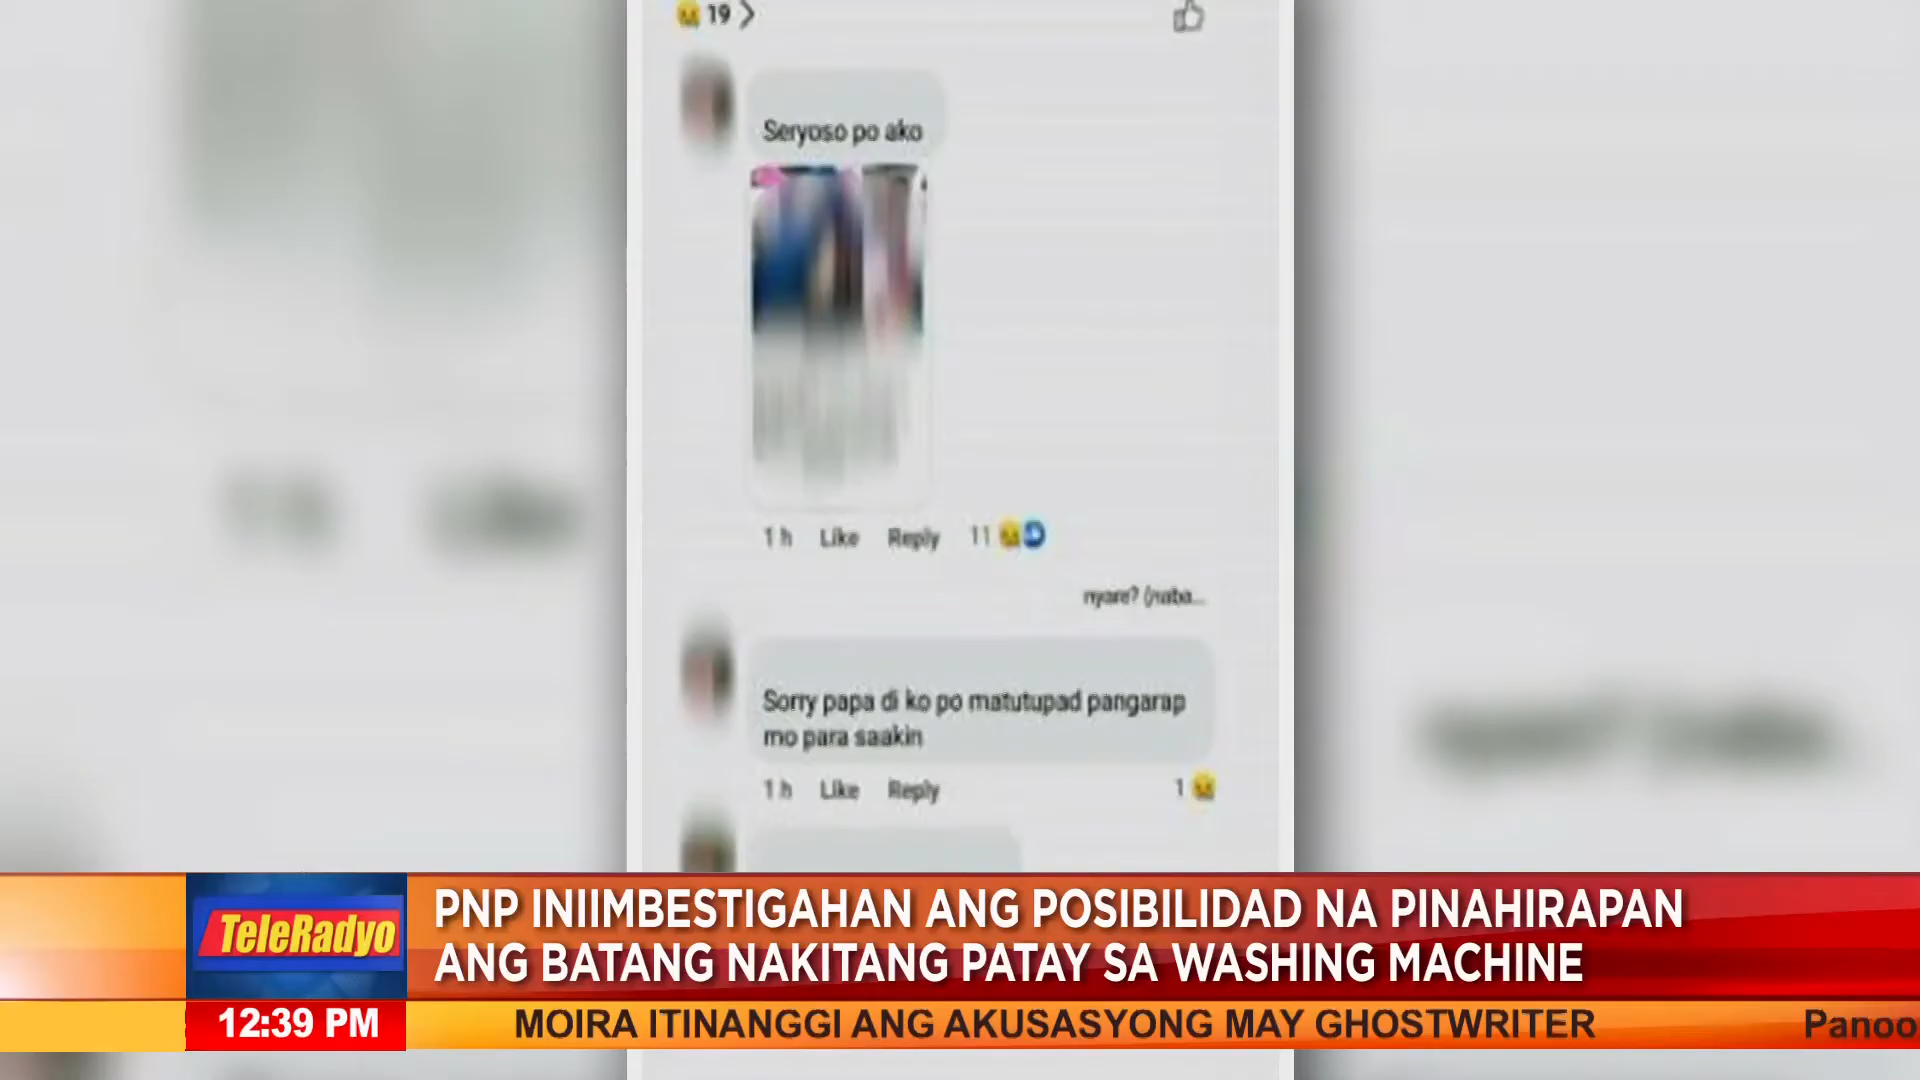 19
Seryoso po ako
1 h Like Reply 11
nyare? (naba...
Sorry papa di ko po matutupad pangarap
mo para saakin
1 h Like Reply 1
TeleRadyo
PNP INIIMBESTIGAHAN ANG POSIBILIDAD NA PINAHIRAPAN
ANG BATANG NAKITANG PATAY SA WASHING MACHINE
12:39 PM
MOIRA ITINANGGI ANG AKUSASYONG MAY GHOSTWRITER
Panoo